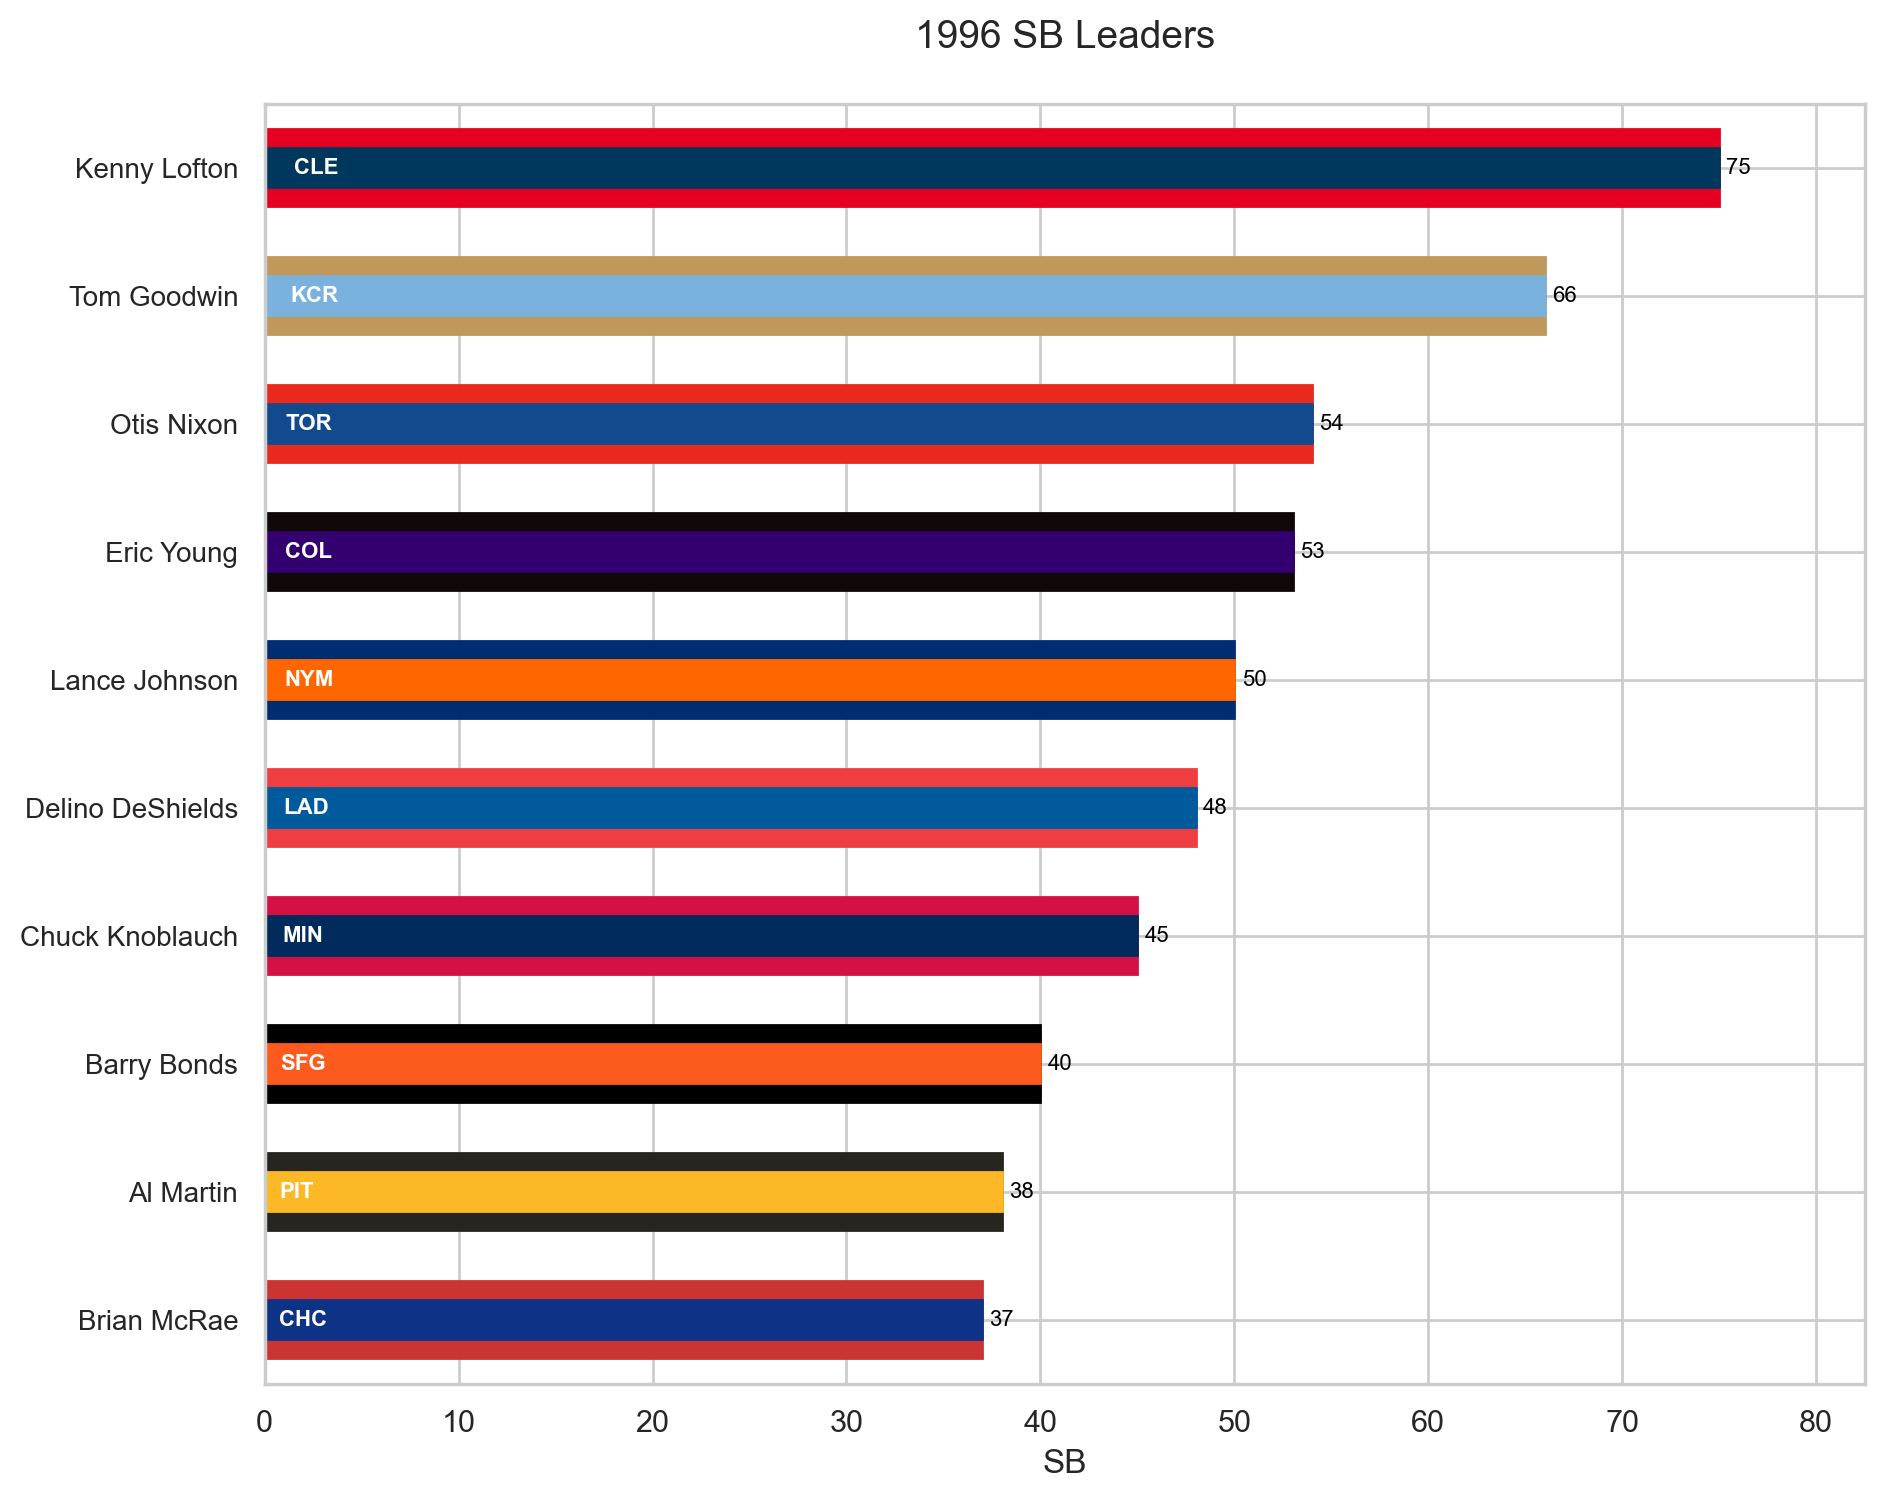 1996 SB Leaders
Kenny Lofton CLE 75
Tom Goodwin KCR 66
Otis Nixon TOR 54
Eric Young COL 53
Lance Johnson NYM 50
Delino DeShields LAD 48
Chuck Knoblauch MIN 45
Barry Bonds SFG 40
Al Martin PIT 38
Brian McRae CHC 37
0 10 20 30 40 50 60 70 80
SB